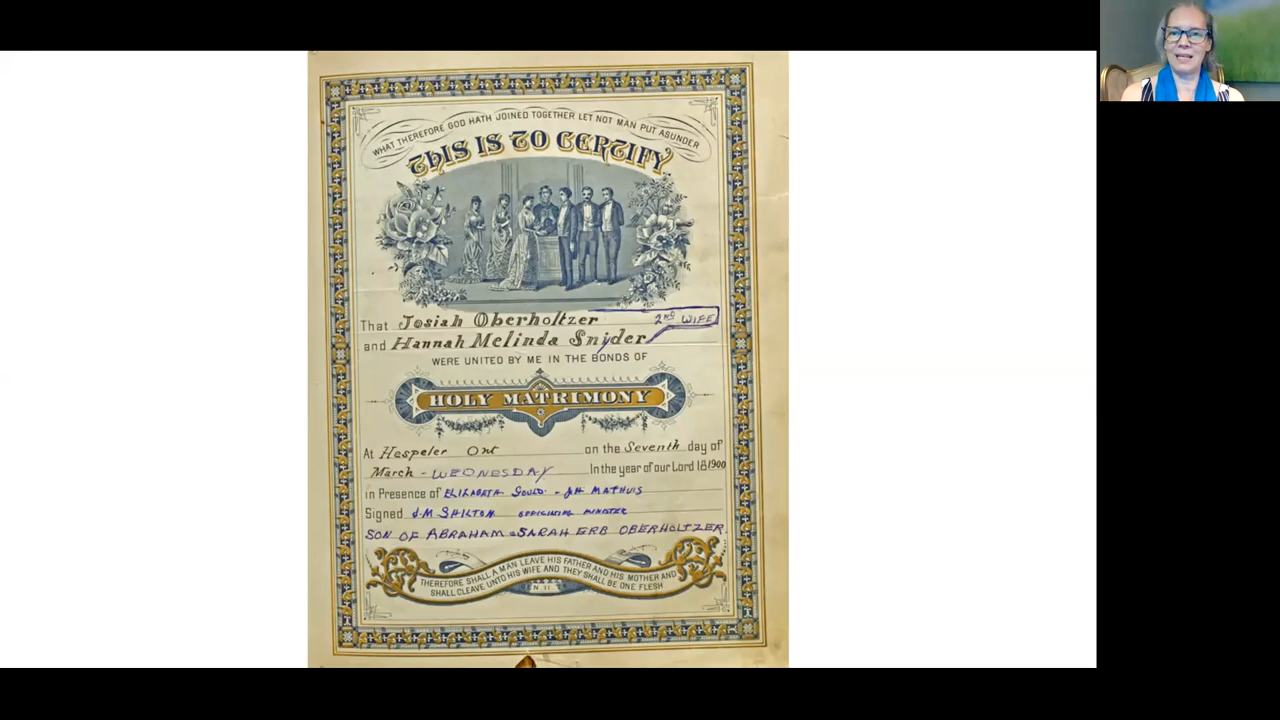 WHAT THEREFORE GOD HATH JOINED TOGETHER LET NOT MAN PUT ASUNDER
THIS IS TO CERTIFY
That Josiah Oberholtzer 2ND WIFE
and Hannah Melinda Snyder
WERE UNITED BY ME IN THE BONDS OF
HOLY MATRIMONY
At Hespeler Ont on the Seventh day of
March - WEDNESDAY In the year of our Lord 181900
in Presence of ELIZABETH GOULD - JH MATHUIS
Signed J.M SHILTON OFFICIATING MINISTER
SON OF ABRAHAM & SARAH ERB OBERHOLTZER
THEREFORE SHALL A MAN LEAVE HIS FATHER AND HIS MOTHER AND
SHALL CLEAVE UNTO HIS WIFE AND THEY SHALL BE ONE FLESH